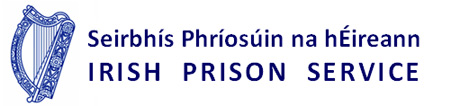 Seirbhís Phríosúin na hÉireann
IRISH PRISON SERVICE